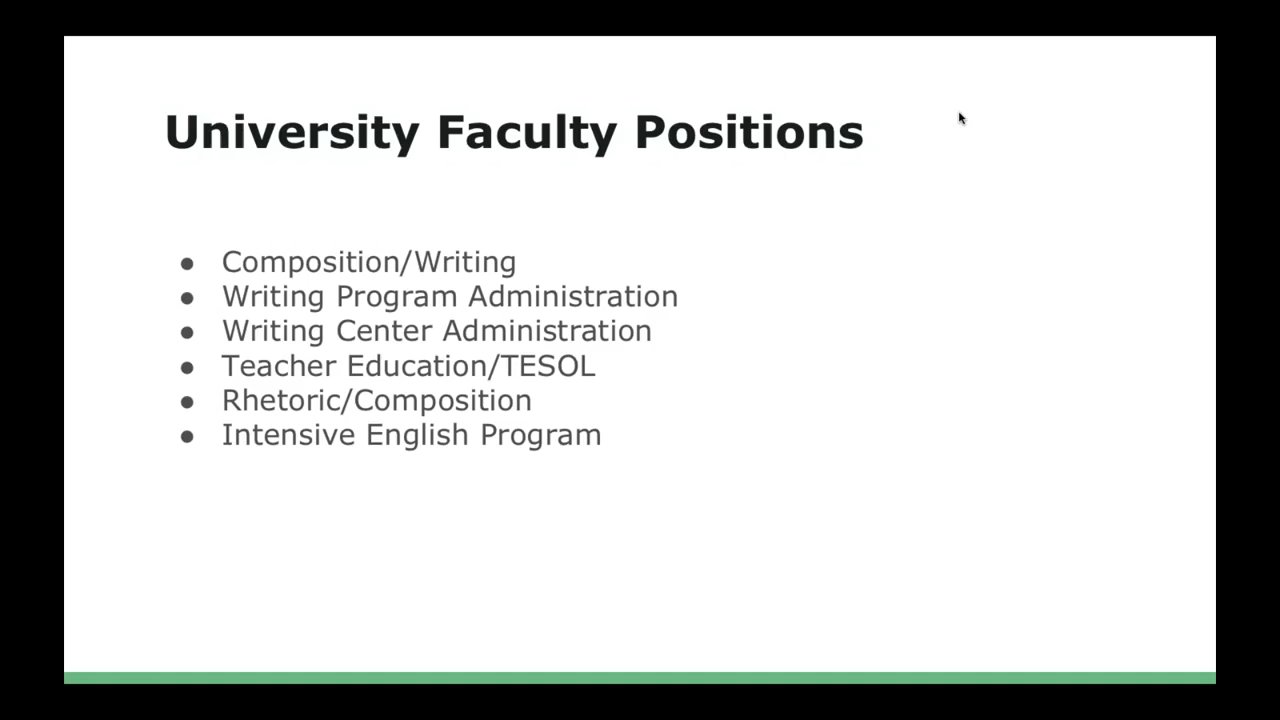 University Faculty Positions
● Composition/Writing
● Writing Program Administration
● Writing Center Administration
● Teacher Education/TESOL
● Rhetoric/Composition
● Intensive English Program